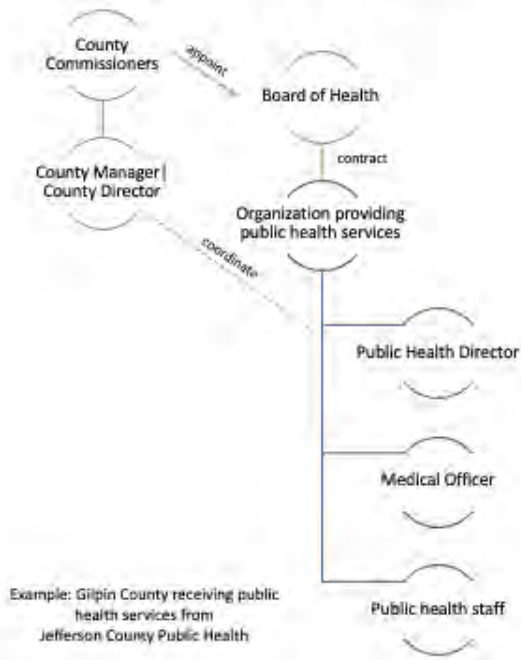 County
Commissioners
appoint
Board of Health
contract
County Manager|
County Director
Organization providing
public health services
coordinate
Public Health Director
Medical Officer
Public health staff
Example: Gilpin County receiving public
health services from
Jefferson County Public Health